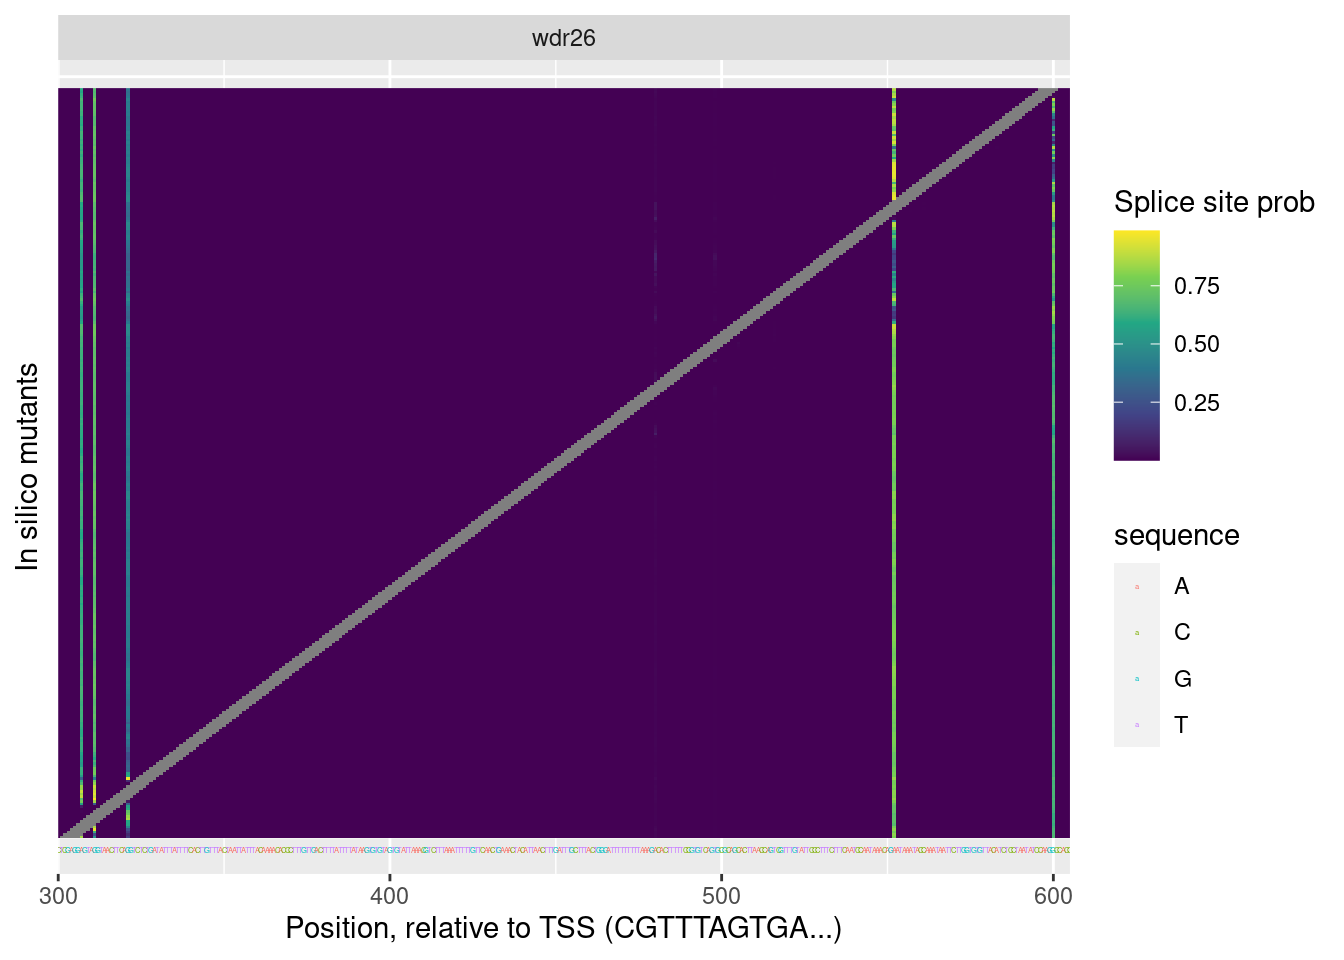 wdr26
In silico mutants
300
400
500
600
Position, relative to TSS (CGTTTAGTGA...)
Splice site prob
0.75
0.50
0.25
sequence
a A
a C
a G
a T